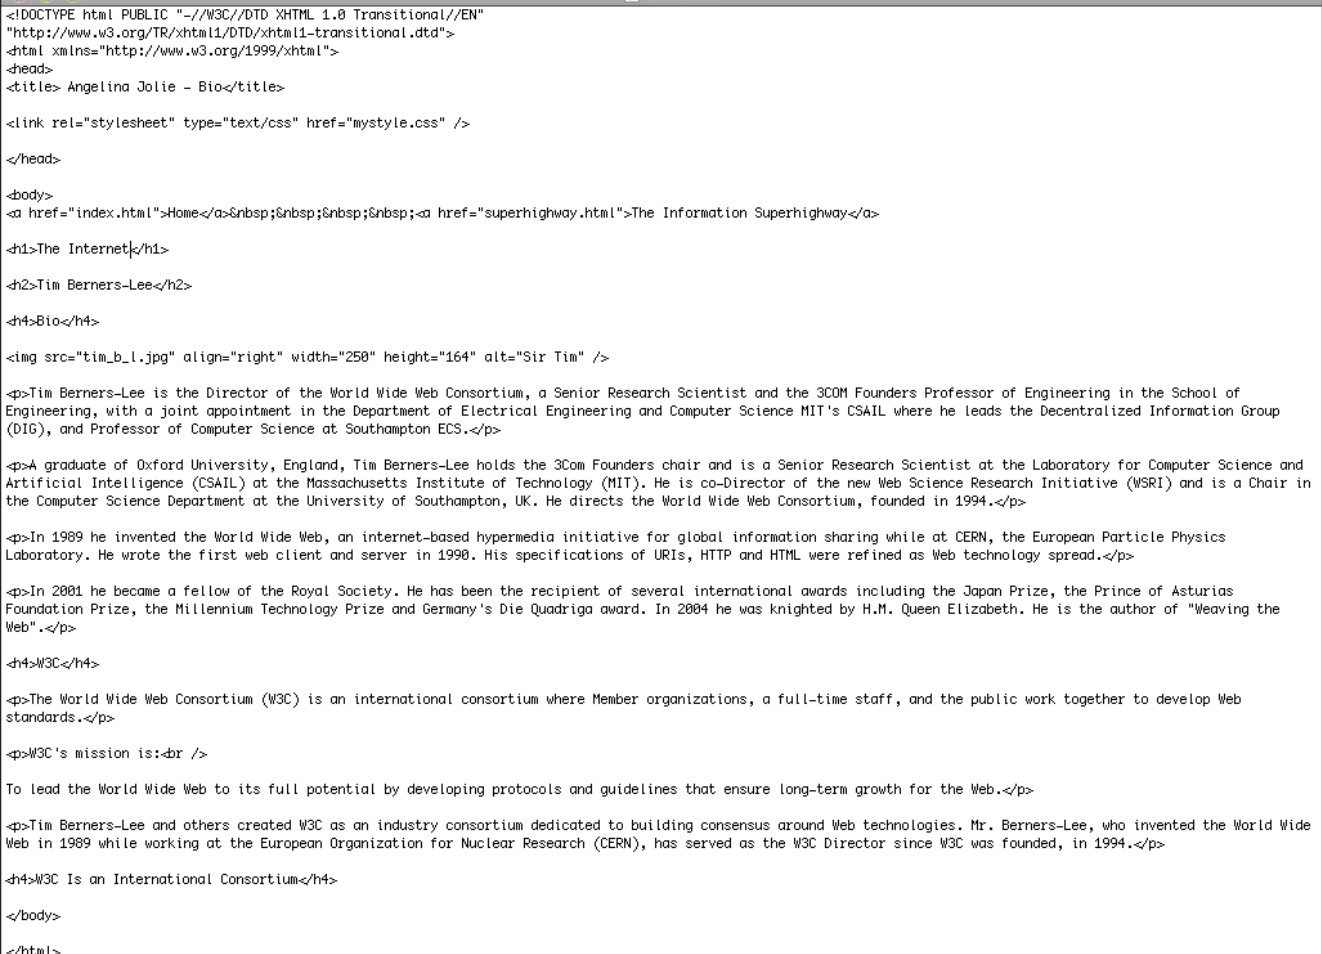 <!DOCTYPE html PUBLIC "-//W3C//DTD XHTML 1.0 Transitional//EN"
"http://www.w3.org/TR/xhtml1/DTD/xhtml1-transitional.dtd">
<html xmlns="http://www.w3.org/1999/xhtml">
<head>
<title> Angelina Jolie - Bio</title>
<link rel="stylesheet" type="text/css" href="mystyle.css" />
</head>
<body>
<a href="index.html">Home</a>&nbsp;&nbsp;&nbsp;&nbsp;<a href="superhighway.html">The Information Superhighway</a>
<h1>The Internet</h1>
<h2>Tim Berners-Lee</h2>
<h4>Bio</h4>
<img src="tim_b_l.jpg" align="right" width="250" height="164" alt="Sir Tim" />
<p>Tim Berners-Lee is the Director of the World Wide Web Consortium, a Senior Research Scientist and the 3COM Founders Professor of Engineering in the School of
Engineering, with a joint appointment in the Department of Electrical Engineering and Computer Science MIT's CSAIL where he leads the Decentralized Information Group
(DIG), and Professor of Computer Science at Southampton ECS.</p>
<p>A graduate of Oxford University, England, Tim Berners-Lee holds the 3Com Founders chair and is a Senior Research Scientist at the Laboratory for Computer Science and
Artificial Intelligence (CSAIL) at the Massachusetts Institute of Technology (MIT). He is co-Director of the new Web Science Research Initiative (WSRI) and is a Chair in
the Computer Science Department at the University of Southampton, UK. He directs the World Wide Web Consortium, founded in 1994.</p>
<p>In 1989 he invented the World Wide Web, an internet-based hypermedia initiative for global information sharing while at CERN, the European Particle Physics
Laboratory. He wrote the first web client and server in 1990. His specifications of URIs, HTTP and HTML were refined as Web technology spread.</p>
<p>In 2001 he became a fellow of the Royal Society. He has been the recipient of several international awards including the Japan Prize, the Prince of Asturias
Foundation Prize, the Millennium Technology Prize and Germany's Die Quadriga award. In 2004 he was knighted by H.M. Queen Elizabeth. He is the author of "Weaving the
Web".</p>
<h4>W3C</h4>
<p>The World Wide Web Consortium (W3C) is an international consortium where Member organizations, a full-time staff, and the public work together to develop Web
standards.</p>
<p>W3C's mission is:<br />
To lead the World Wide Web to its full potential by developing protocols and guidelines that ensure long-term growth for the Web.</p>
<p>Tim Berners-Lee and others created W3C as an industry consortium dedicated to building consensus around Web technologies. Mr. Berners-Lee, who invented the World Wide
Web in 1989 while working at the European Organization for Nuclear Research (CERN), has served as the W3C Director since W3C was founded, in 1994.</p>
<h4>W3C Is an International Consortium</h4>
</body>
</html>